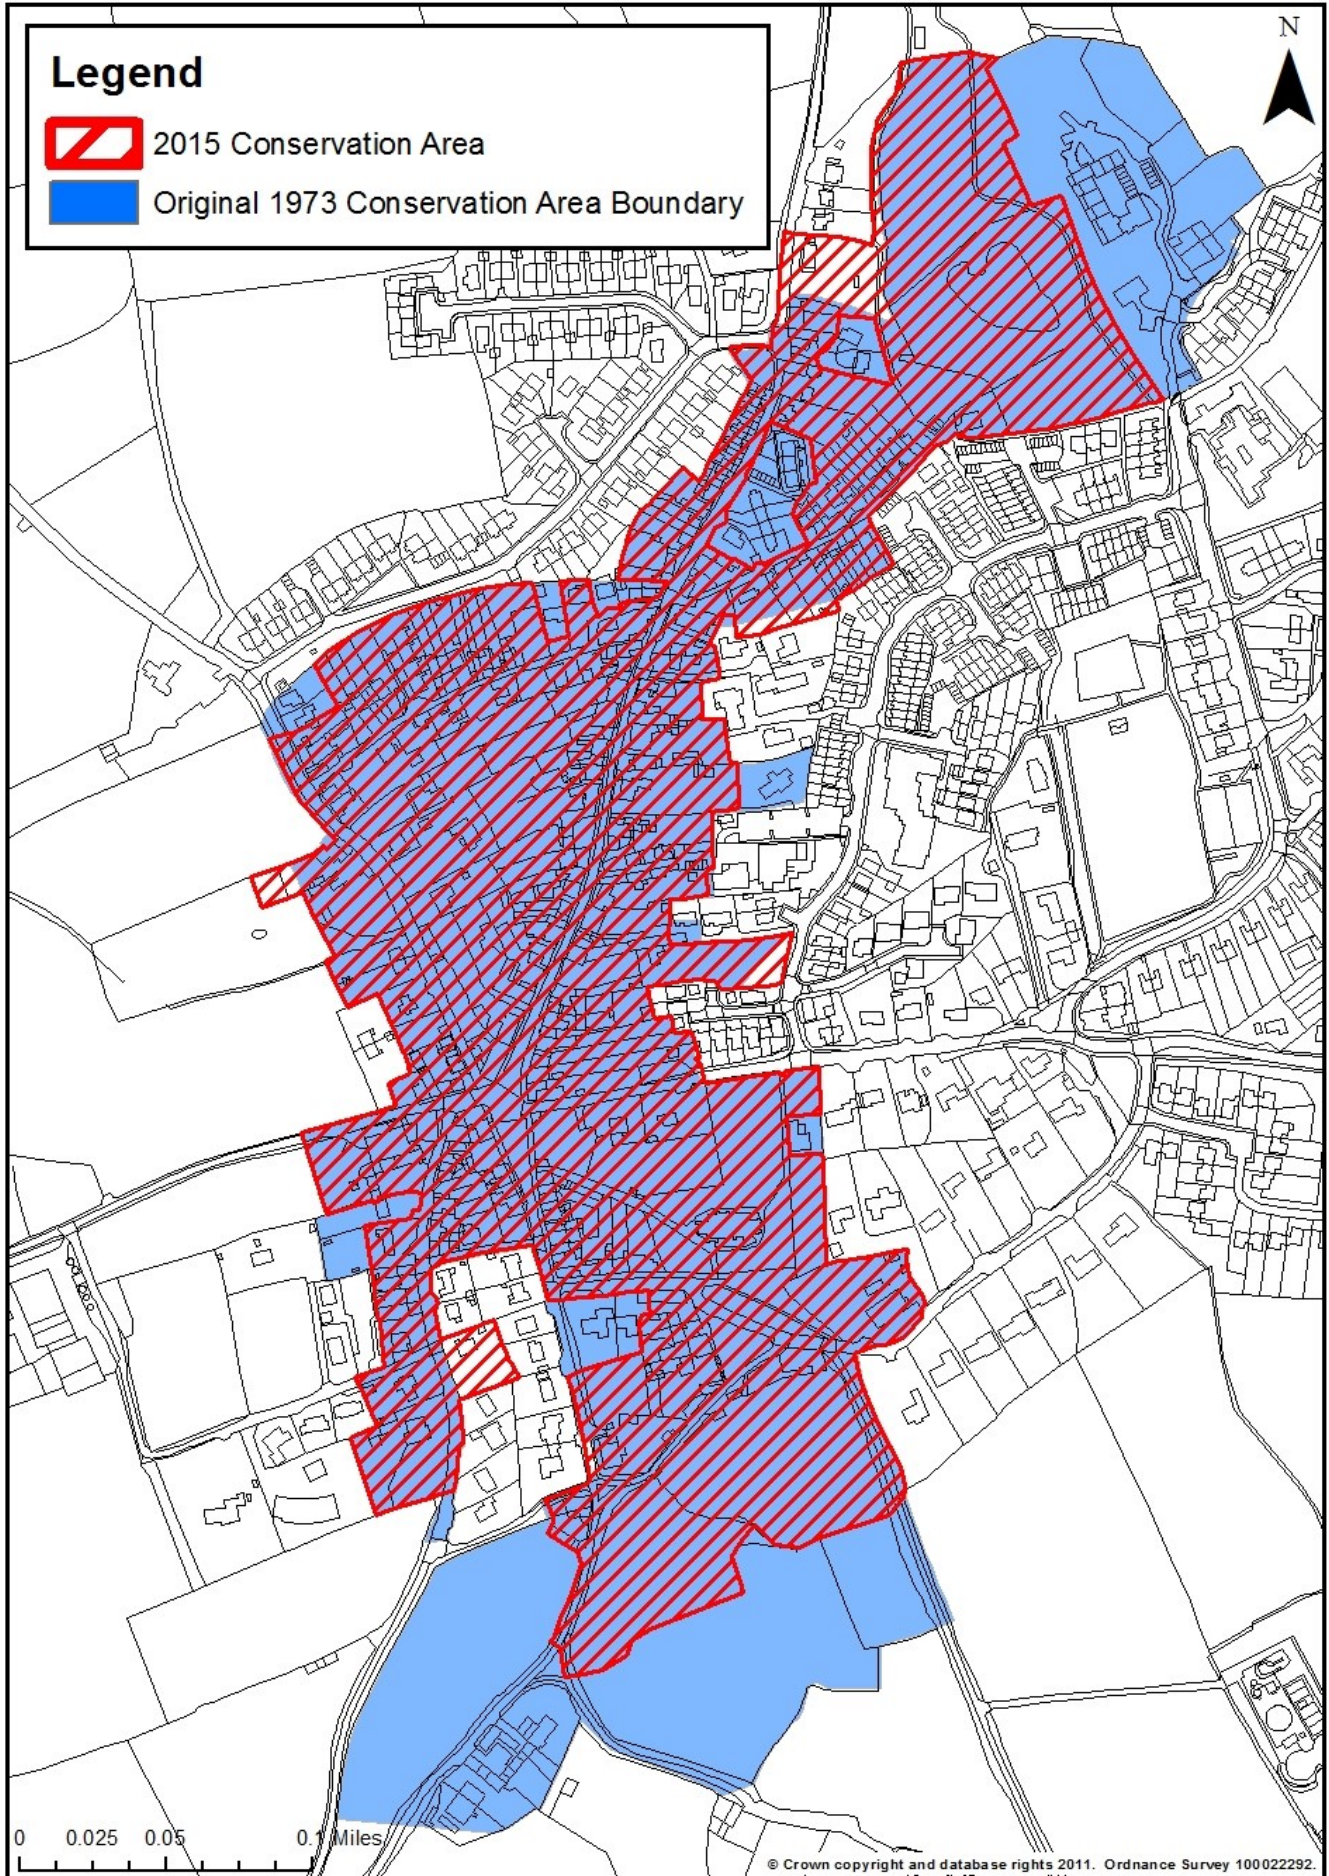 Legend
2015 Conservation Area
Original 1973 Conservation Area Boundary
N
0 0.025 0.05 0.1 Miles
© Crown copyright and database rights 2011. Ordnance Survey 100022292.